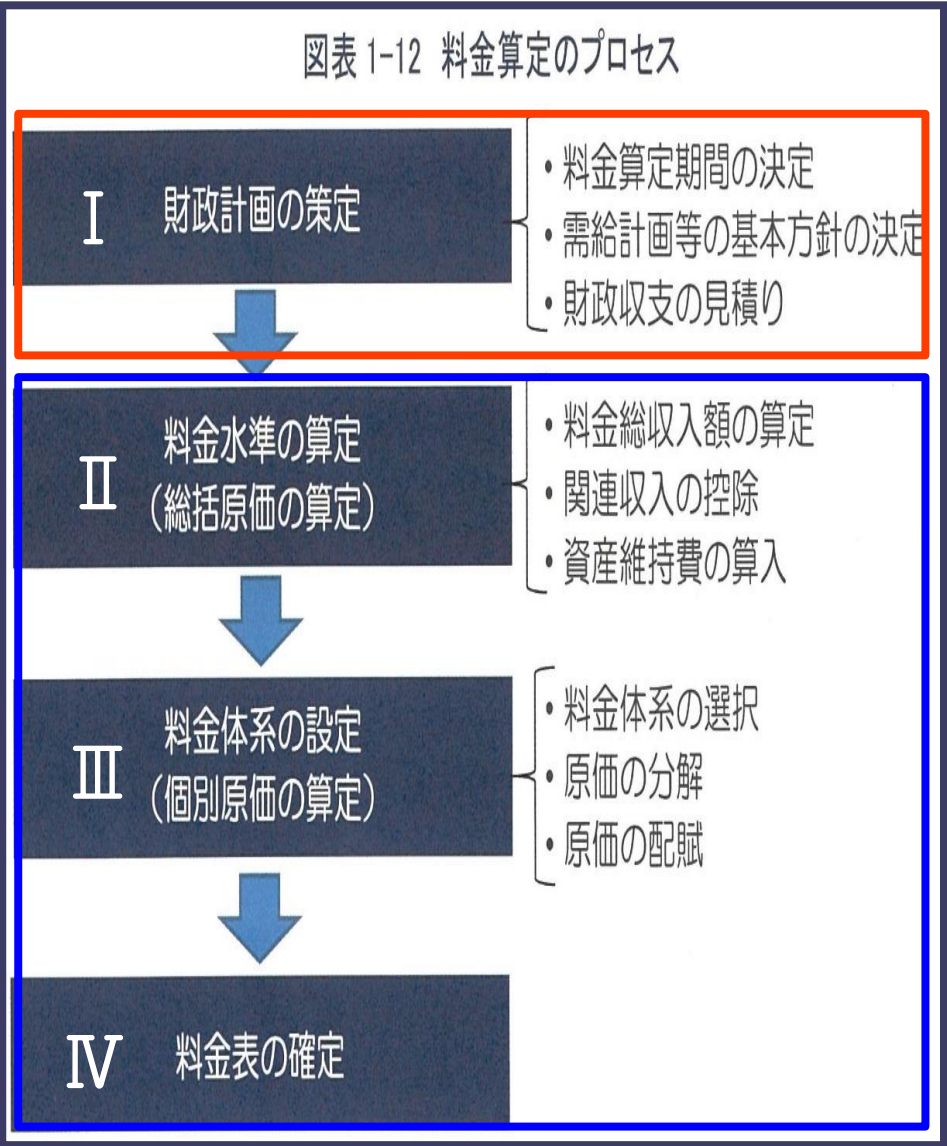 図表 1-12 料金算定のプロセス
Ⅰ
財政計画の策定
・料金算定期間の決定
・需給計画等の基本方針の決定
・財政収支の見積り
Ⅱ
料金水準の算定
(総括原価の算定)
・料金総収入額の算定
・関連収入の控除
・資産維持費の算入
Ⅲ
料金体系の設定
(個別原価の算定)
・料金体系の選択
・原価の分解
・原価の配賦
Ⅳ
料金表の確定